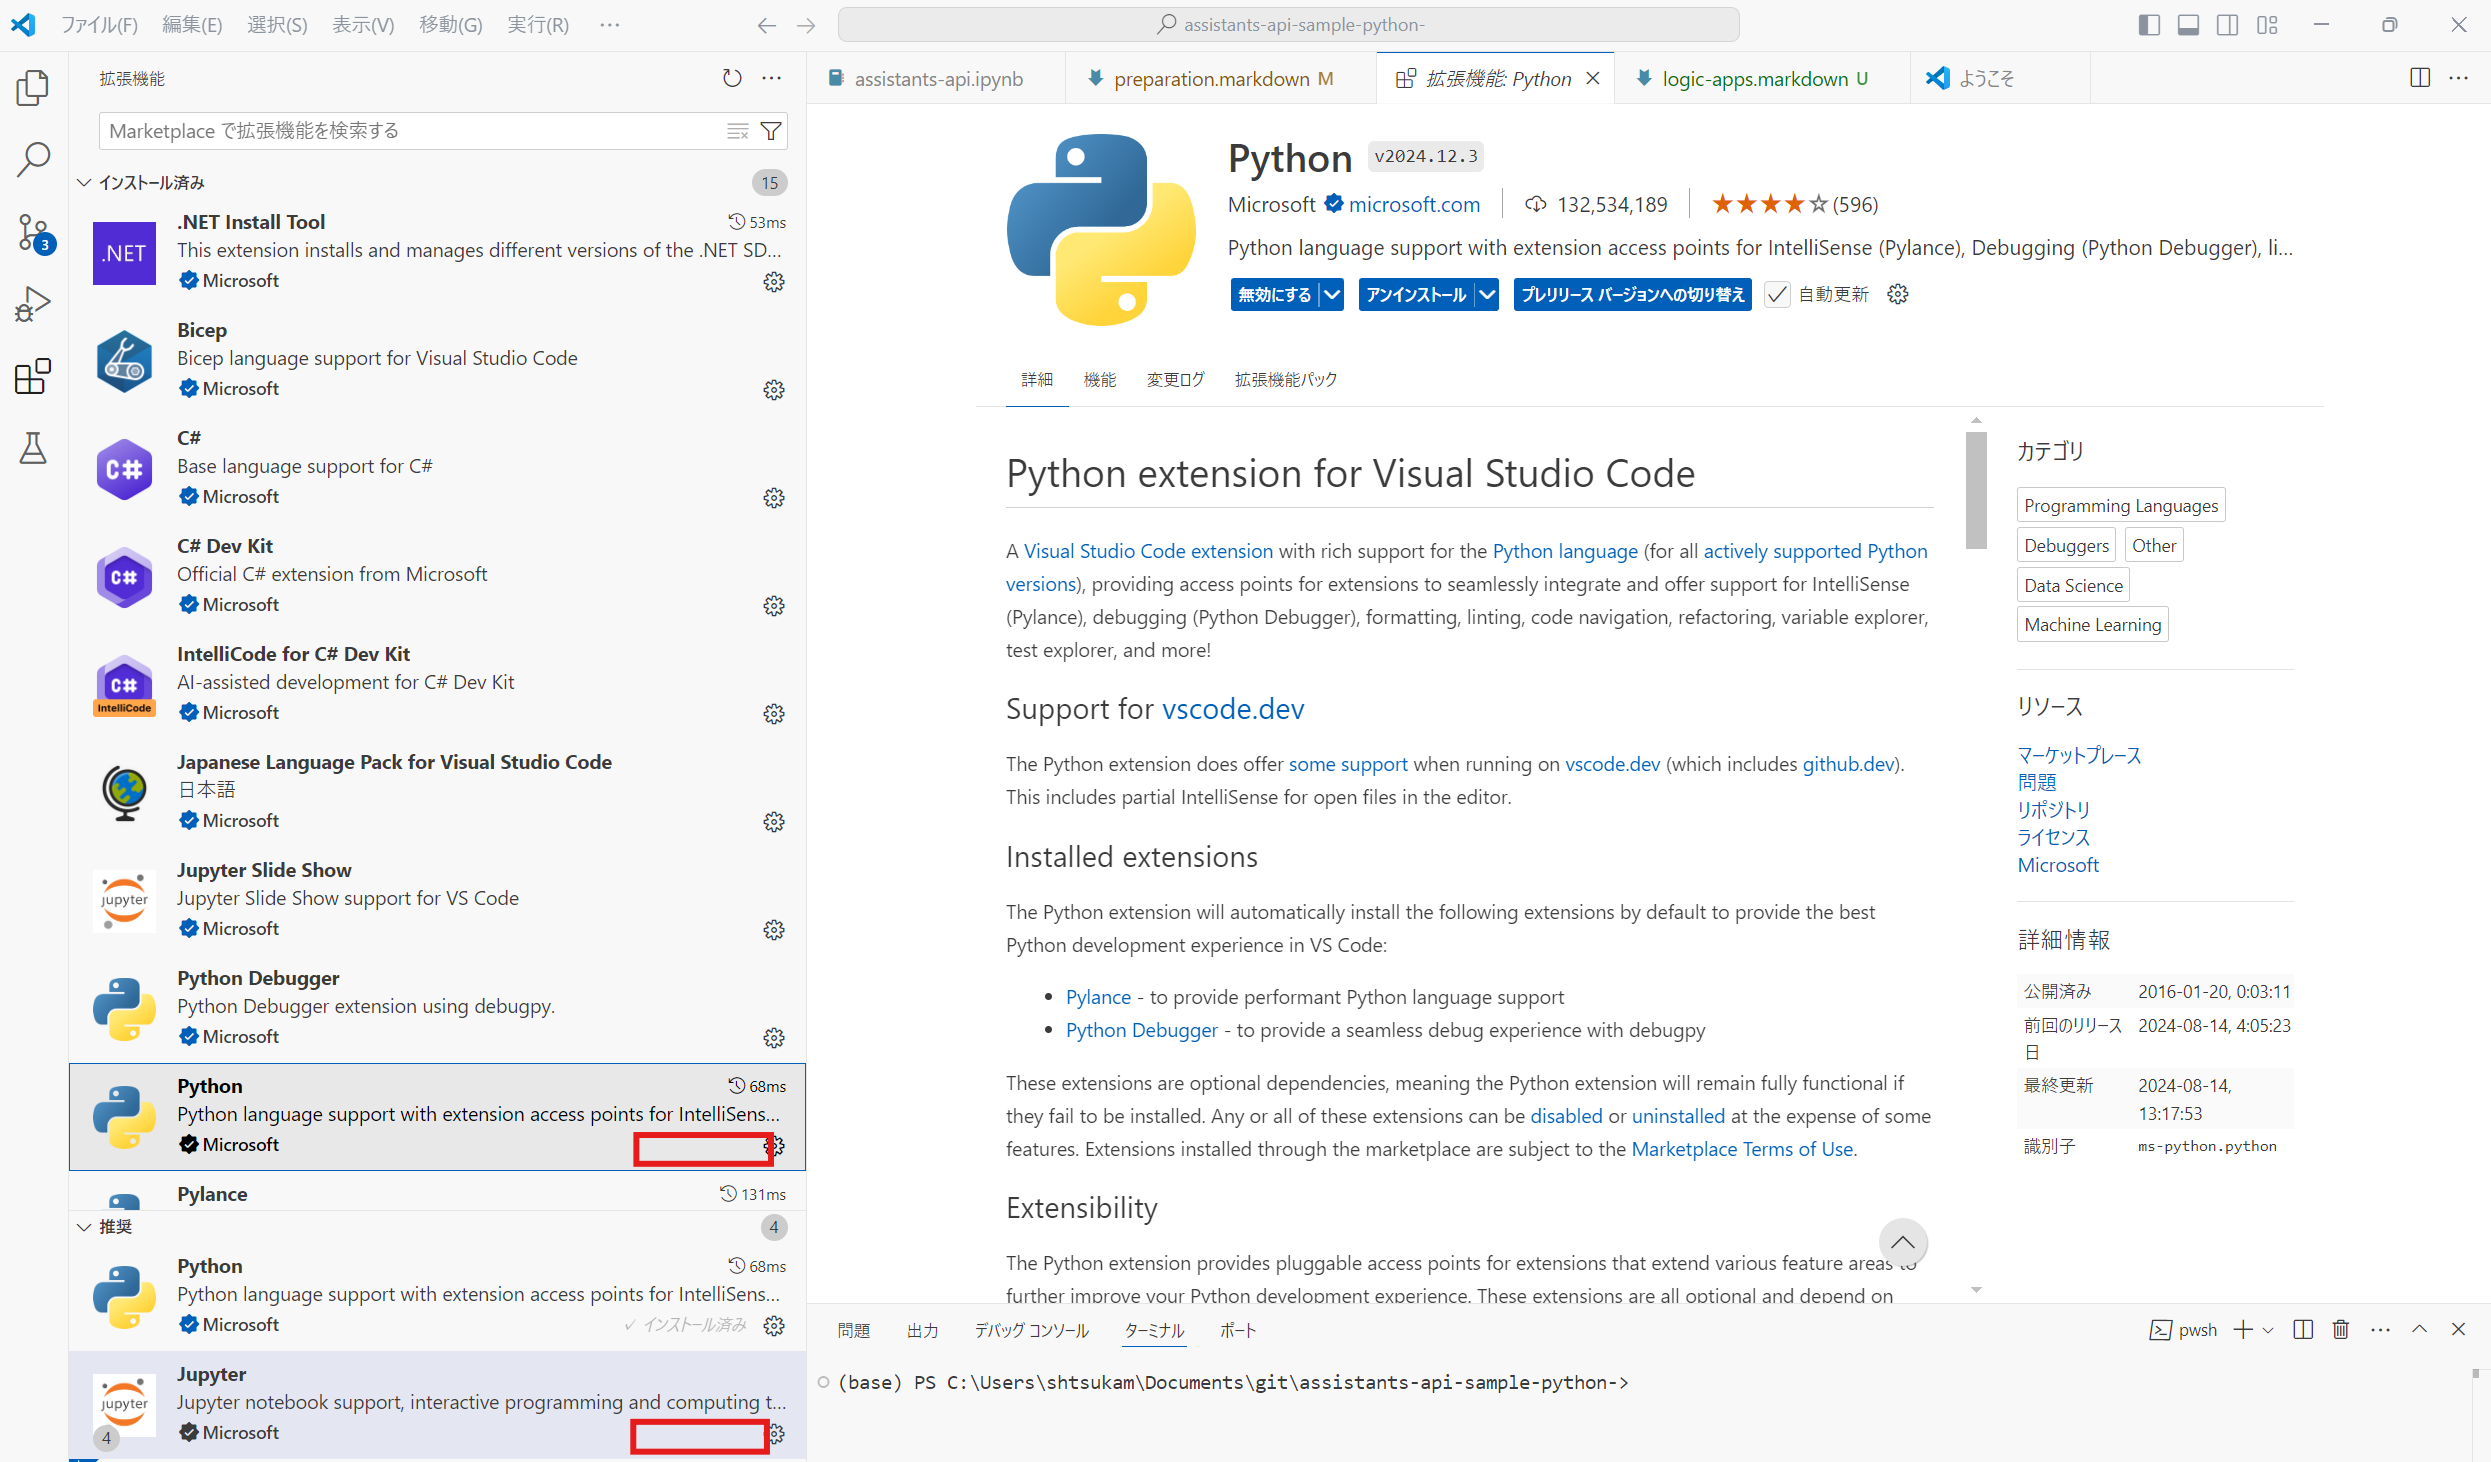 ファイル(F) 編集(E) 選択(S) 表示(V) 移動(G) 実行(R) ···
assistants-api-sample-python-
拡張機能
Marketplace で拡張機能を検索する
インストール済み 15
.NET
.NET Install Tool 53ms
This extension installs and manages different versions of the .NET SD...
Microsoft
3
Bicep
Bicep language support for Visual Studio Code
Microsoft
C#
C#
Base language support for C#
Microsoft
C#
C# Dev Kit
Official C# extension from Microsoft
Microsoft
C#
IntelliCode
IntelliCode for C# Dev Kit
AI-assisted development for C# Dev Kit
Microsoft
Japanese Language Pack for Visual Studio Code
日本語
Microsoft
jupyter
Jupyter Slide Show
Jupyter Slide Show support for VS Code
Microsoft
Python Debugger
Python Debugger extension using debugpy.
Microsoft
Python 68ms
Python language support with extension access points for IntelliSens...
Microsoft
Pylance 131ms
推奨 4
Python 68ms
Python language support with extension access points for IntelliSens...
Microsoft ✓ インストール済み
jupyter
4
Jupyter
Jupyter notebook support, interactive programming and computing t...
Microsoft
assistants-api.ipynb
preparation.markdown M
拡張機能: Python
logic-apps.markdown U
ようこそ
Python v2024.12.3
Microsoft microsoft.com 132,534,189 ★★★★☆(596)
Python language support with extension access points for IntelliSense (Pylance), Debugging (Python Debugger), li...
無効にする アンインストール プレリリース バージョンへの切り替え 自動更新
詳細 機能 変更ログ 拡張機能パック
Python extension for Visual Studio Code
A Visual Studio Code extension with rich support for the Python language (for all actively supported Python
versions), providing access points for extensions to seamlessly integrate and offer support for IntelliSense
(Pylance), debugging (Python Debugger), formatting, linting, code navigation, refactoring, variable explorer,
test explorer, and more!
Support for vscode.dev
The Python extension does offer some support when running on vscode.dev (which includes github.dev).
This includes partial IntelliSense for open files in the editor.
Installed extensions
The Python extension will automatically install the following extensions by default to provide the best
Python development experience in VS Code:
• Pylance - to provide performant Python language support
• Python Debugger - to provide a seamless debug experience with debugpy
These extensions are optional dependencies, meaning the Python extension will remain fully functional if
they fail to be installed. Any or all of these extensions can be disabled or uninstalled at the expense of some
features. Extensions installed through the marketplace are subject to the Marketplace Terms of Use.
Extensibility
The Python extension provides pluggable access points for extensions that extend various feature areas to
further improve your Python development experience. These extensions are all optional and depend on
カテゴリ
Programming Languages
Debuggers Other
Data Science
Machine Learning
リソース
マーケットプレース
問題
リポジトリ
ライセンス
Microsoft
詳細情報
公開済み 2016-01-20, 0:03:11
前回のリリース日 2024-08-14, 4:05:23
最終更新 2024-08-14,
13:17:53
識別子 ms-python.python
問題 出力 デバッグ コンソール ターミナル ポート
pwsh
(base) PS C:\Users\shtsukam\Documents\git\assistants-api-sample-python->